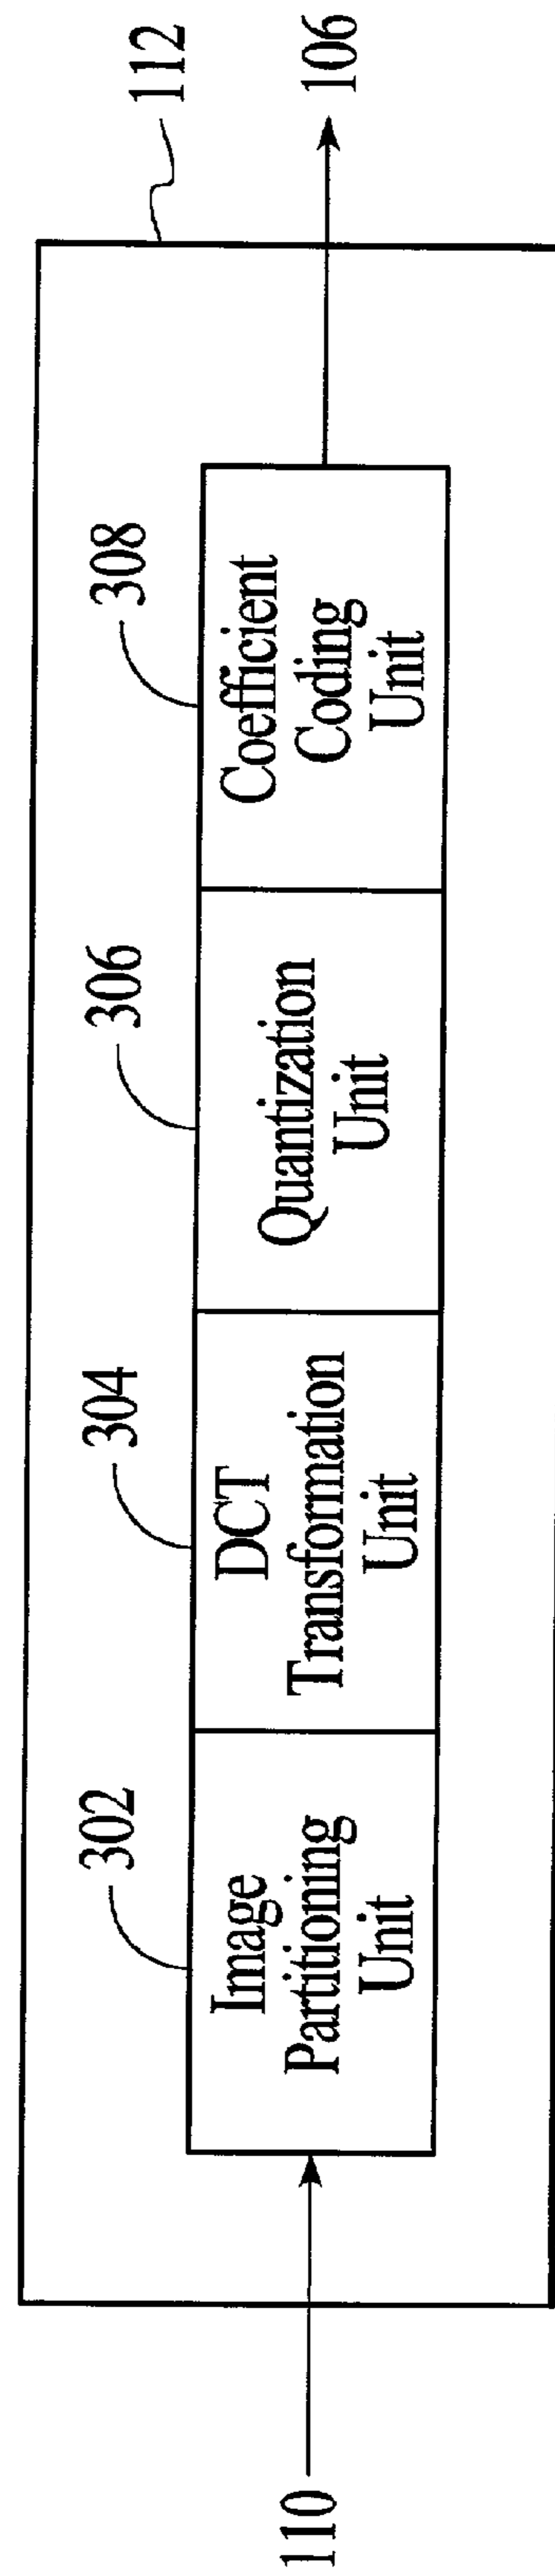 112
302
304
306
308
110
Image
Partitioning
Unit
DCT
Transformation
Unit
Quantization
Unit
Coefficient
Coding
Unit
106